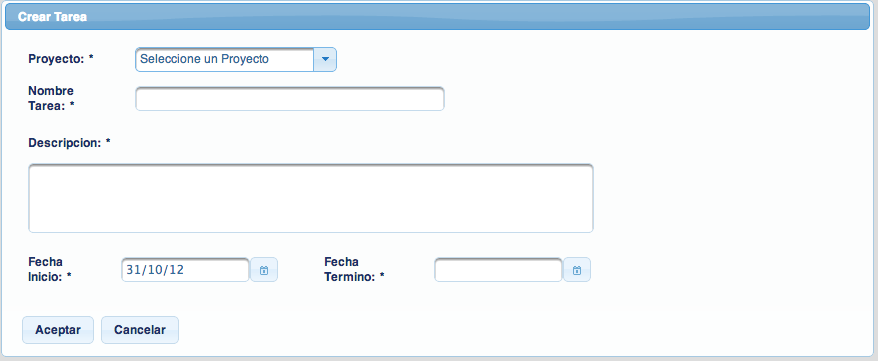 Crear Tarea
Proyecto: * Seleccione un Proyecto
Nombre
Tarea: *
Descripcion: *
Fecha
Inicio: * 31/10/12
Fecha
Termino: *
Aceptar Cancelar